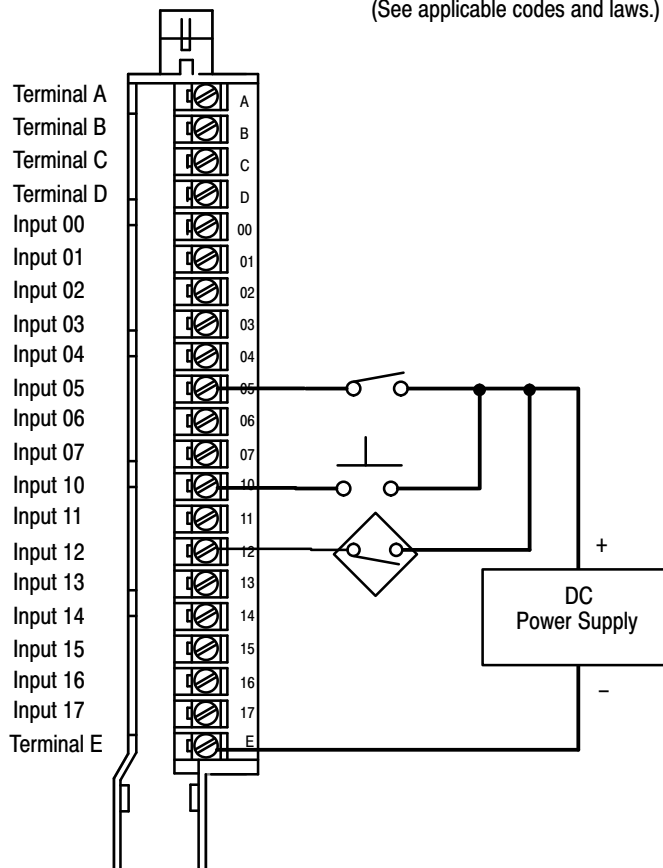 (See applicable codes and laws.)
Terminal A
A
Terminal B
B
Terminal C
C
Terminal D
D
Input 00
00
Input 01
01
Input 02
02
Input 03
03
Input 04
04
Input 05
05
Input 06
06
Input 07
07
Input 10
10
Input 11
11
Input 12
12
Input 13
13
Input 14
14
Input 15
15
Input 16
16
Input 17
17
Terminal E
E
+
DC
Power Supply
–